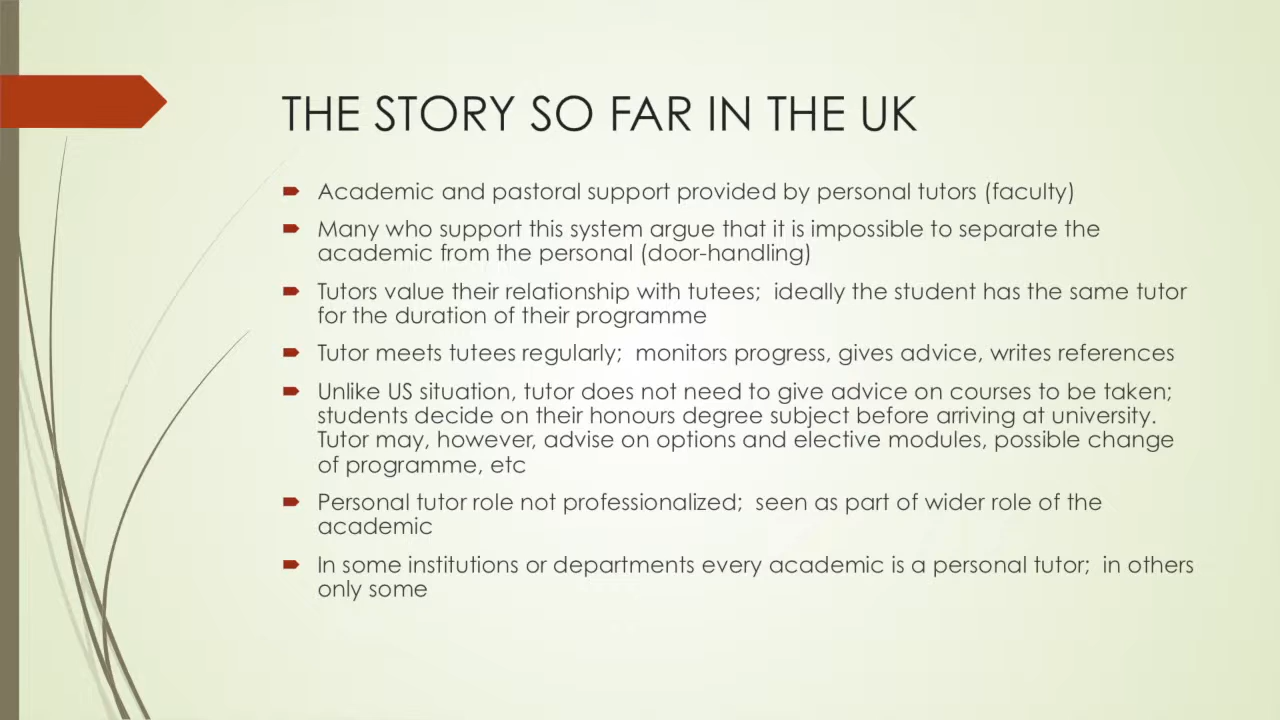 THE STORY SO FAR IN THE UK
Academic and pastoral support provided by personal tutors (faculty)
Many who support this system argue that it is impossible to separate the
academic from the personal (door-handling)
Tutors value their relationship with tutees;  ideally the student has the same tutor
for the duration of their programme
Tutor meets tutees regularly;  monitors progress, gives advice, writes references
Unlike US situation, tutor does not need to give advice on courses to be taken;
students decide on their honours degree subject before arriving at university.
Tutor may, however, advise on options and elective modules, possible change
of programme, etc
Personal tutor role not professionalized;  seen as part of wider role of the
academic
In some institutions or departments every academic is a personal tutor;  in others
only some